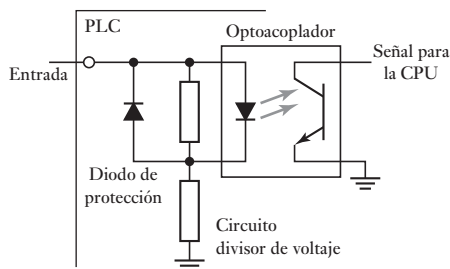 PLC
Optoacoplador
Entrada
Señal para
la CPU
Diodo de
protección
Circuito
divisor de voltaje